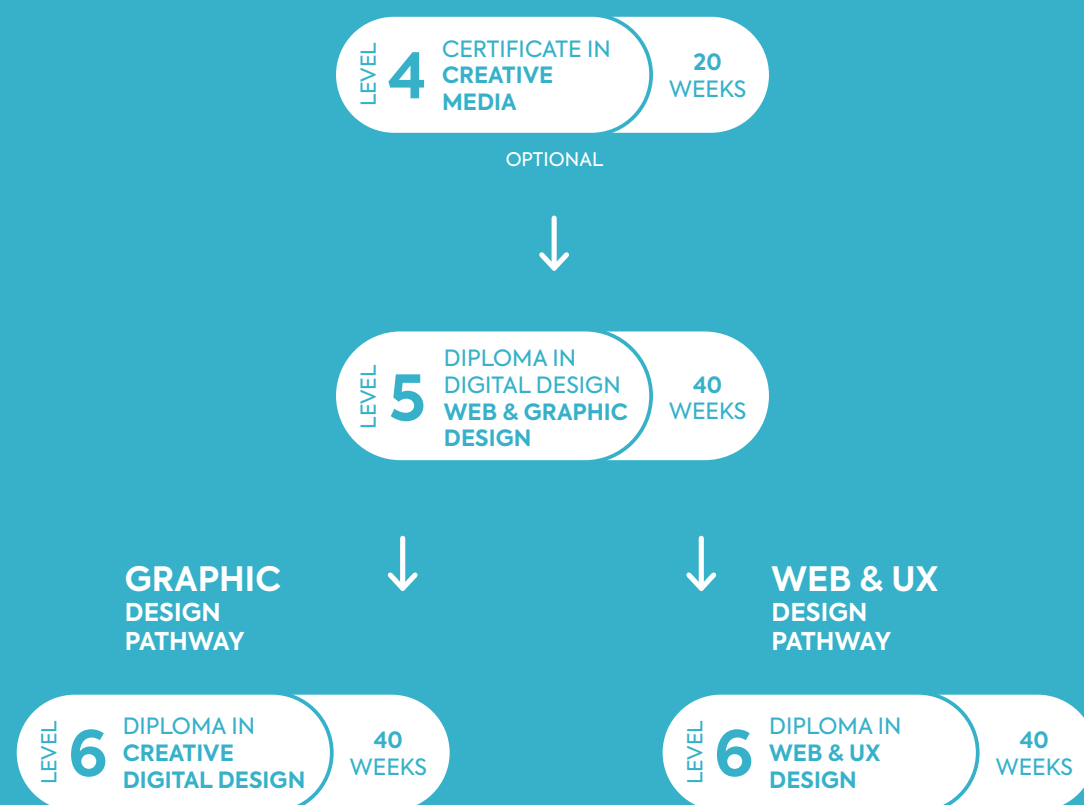 LEVEL 4
CERTIFICATE IN
CREATIVE
MEDIA
20
WEEKS
OPTIONAL
LEVEL 5
DIPLOMA IN
DIGITAL DESIGN
WEB & GRAPHIC
DESIGN
40
WEEKS
GRAPHIC
DESIGN
PATHWAY
WEB & UX
DESIGN
PATHWAY
LEVEL 6
DIPLOMA IN
CREATIVE
DIGITAL DESIGN
40
WEEKS
LEVEL 6
DIPLOMA IN
WEB & UX
DESIGN
40
WEEKS